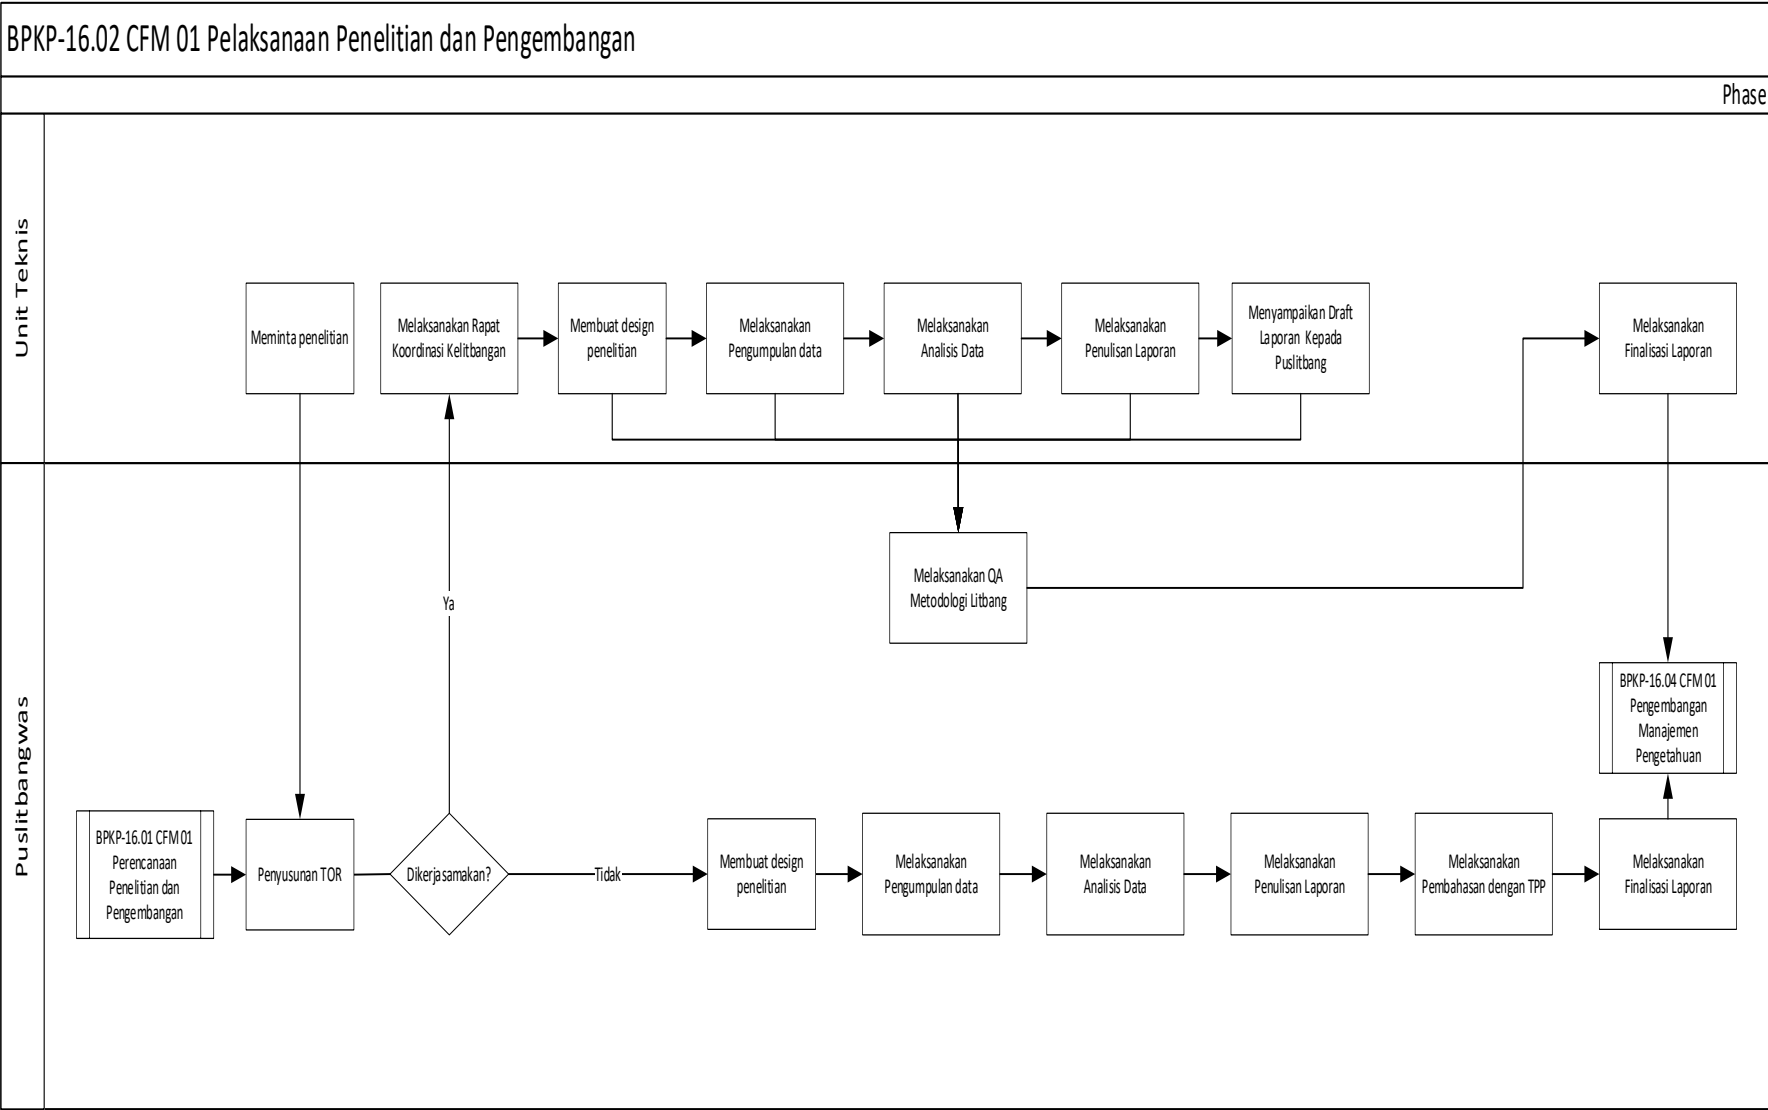 BPKP-16.02 CFM 01 Pelaksanaan Penelitian dan Pengembangan
Phase
Unit Teknis
Meminta penelitian
Melaksanakan Rapat
Koordinasi Kelitbangan
Membuat design
penelitian
Melaksanakan
Pengumpulan data
Melaksanakan
Analisis Data
Melaksanakan
Penulisan Laporan
Menyampaikan Draft
Laporan Kepada
Puslitbang
Melaksanakan
Finalisasi Laporan
Puslitbangwas
Melaksanakan QA
Metodologi Litbang
Ya
BPKP-16.04 CFM 01
Pengembangan
Manajemen
Pengetahuan
BPKP-16.01 CFM 01
Perencanaan
Penelitian dan
Pengembangan
Penyusunan TOR
Dikerjasamakan?
Tidak
Membuat design
penelitian
Melaksanakan
Pengumpulan data
Melaksanakan
Analisis Data
Melaksanakan
Penulisan Laporan
Melaksanakan
Pembahasan dengan TPP
Melaksanakan
Finalisasi Laporan